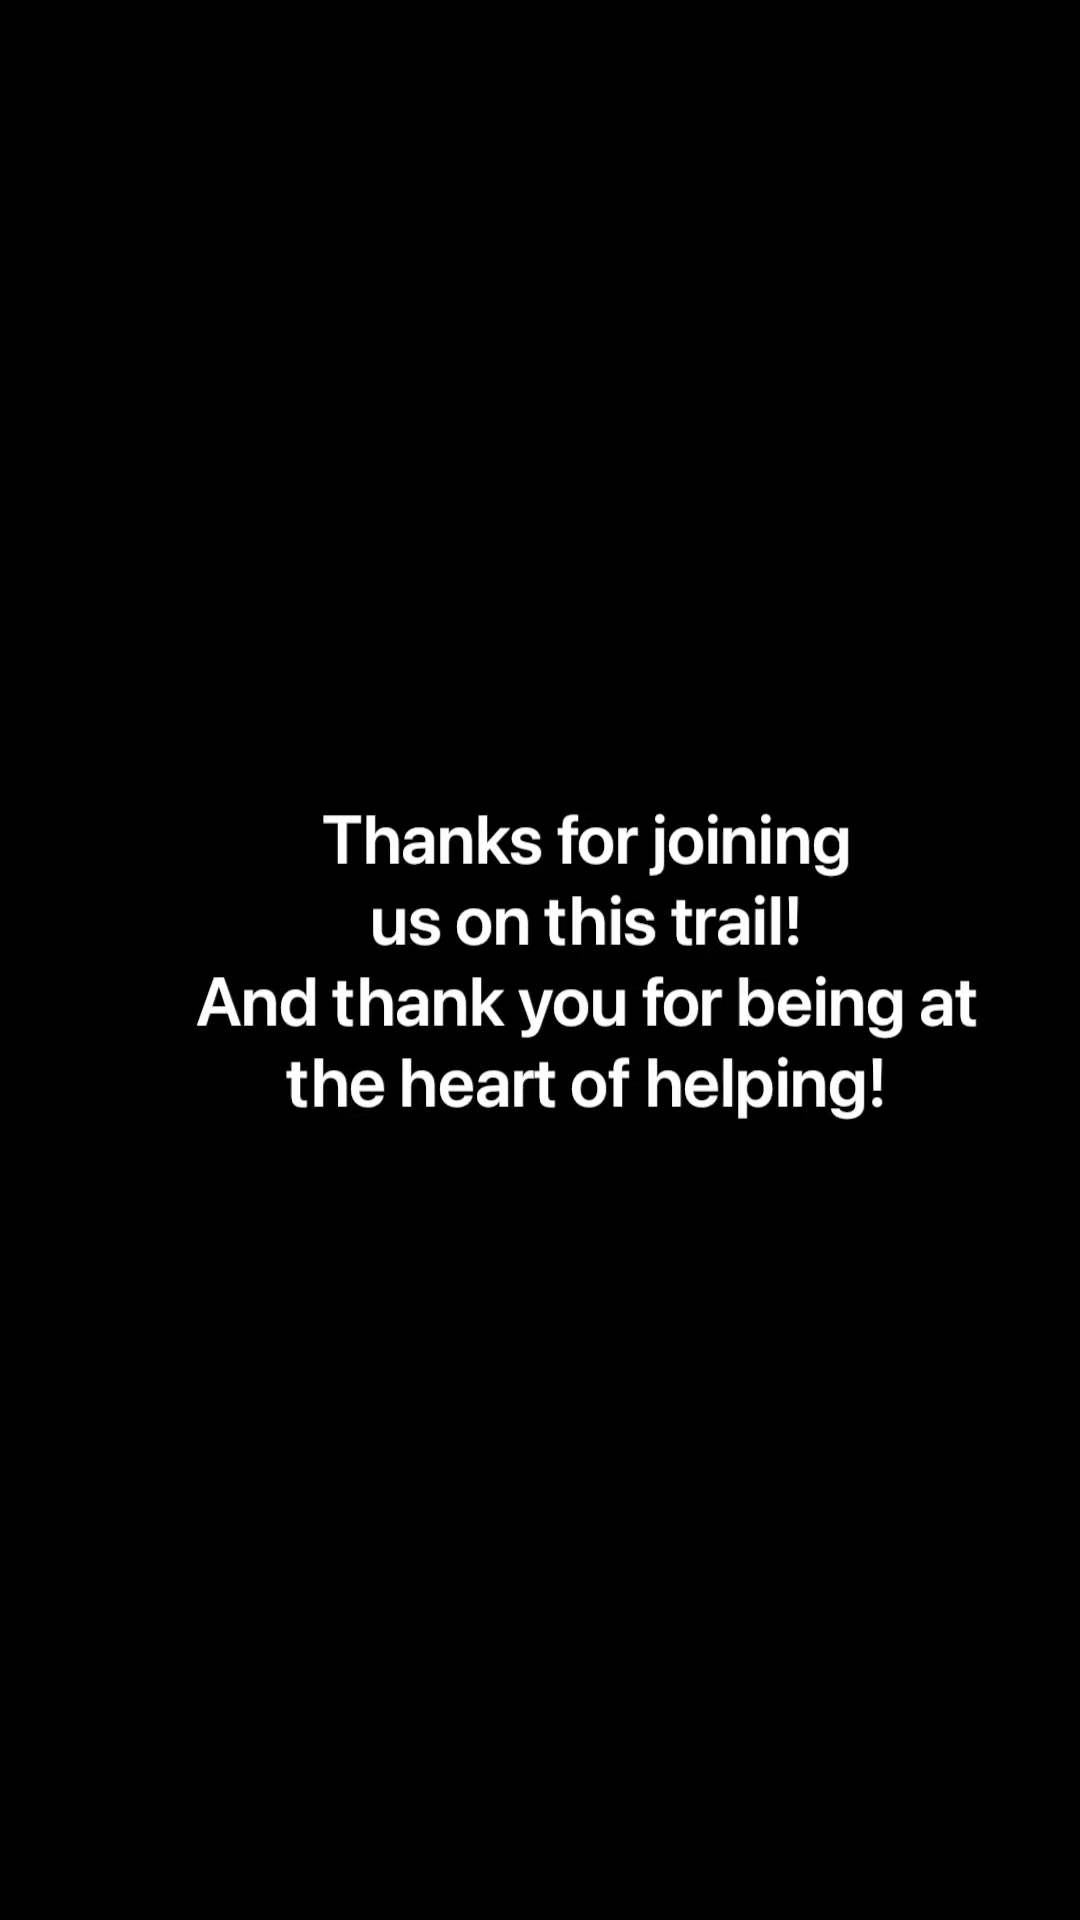 Thanks for joining
us on this trail!
And thank you for being at
the heart of helping!